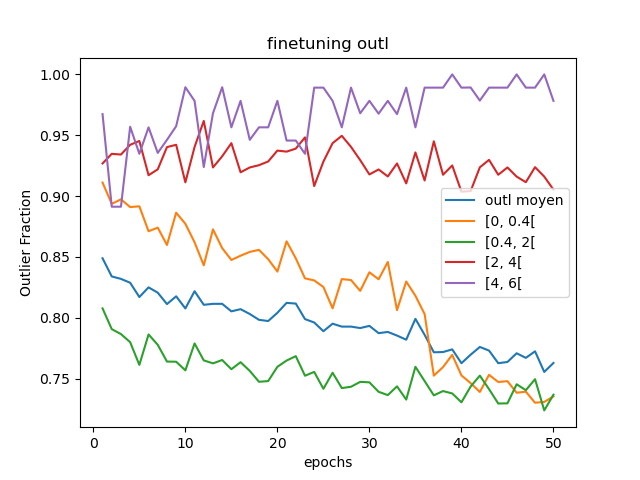 finetuning outl
1.00
0.95
0.90
0.85
0.80
0.75
Outlier Fraction
outl moyen
[0, 0.4[
[0.4, 2[
[2, 4[
[4, 6[
0 10 20 30 40 50
epochs